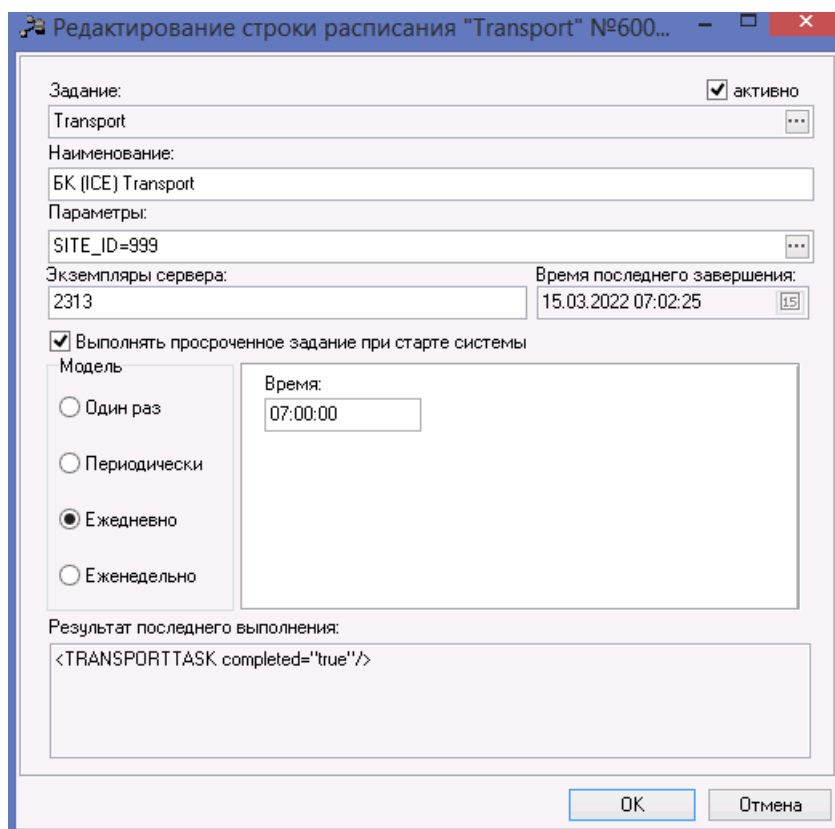 Редактирование строки расписания "Transport" №600...
Задание:
активно
Transport
...
Наименование:
БК (ICE) Transport
Параметры:
SITE_ID=999
...
Экземпляры сервера:
Время последнего завершения:
2313
15.03.2022 07:02:25
15
Выполнять просроченное задание при старте системы
Модель
Время:
07:00:00
Один раз
Периодически
Ежедневно
Еженедельно
Результат последнего выполнения:
<TRANSPORTTASK completed="true"/>
OK
Отмена